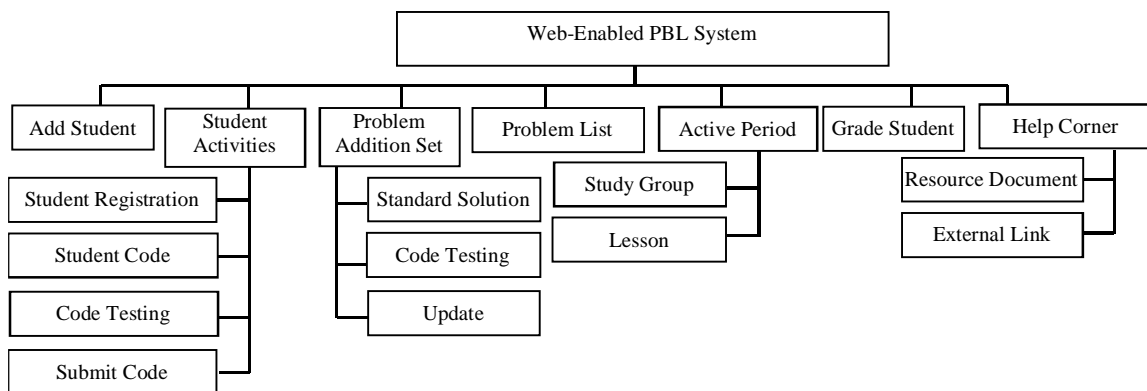 Web-Enabled PBL System
Add Student
Student
Activities
Problem
Addition Set
Problem List
Active Period
Grade Student
Help Corner
Student Registration
Student Code
Code Testing
Submit Code
Standard Solution
Code Testing
Update
Study Group
Lesson
Resource Document
External Link